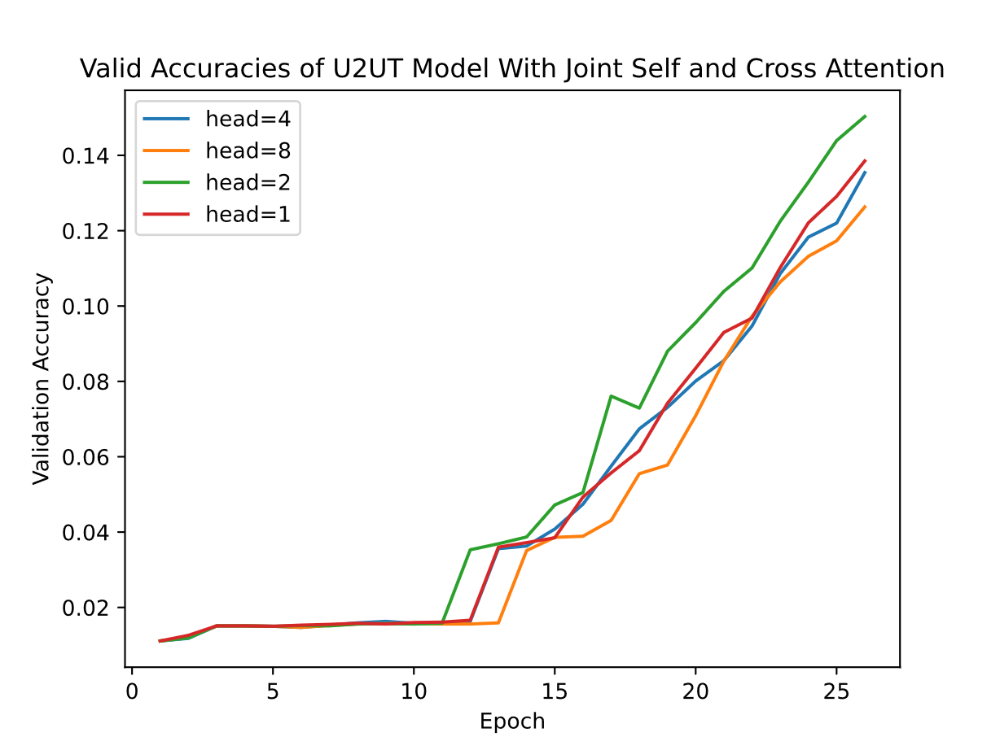 Valid Accuracies of U2UT Model With Joint Self and Cross Attention
head=4
head=8
head=2
head=1
0.14
0.12
0.10
0.08
0.06
0.04
0.02
Validation Accuracy
0 5 10 15 20 25
Epoch